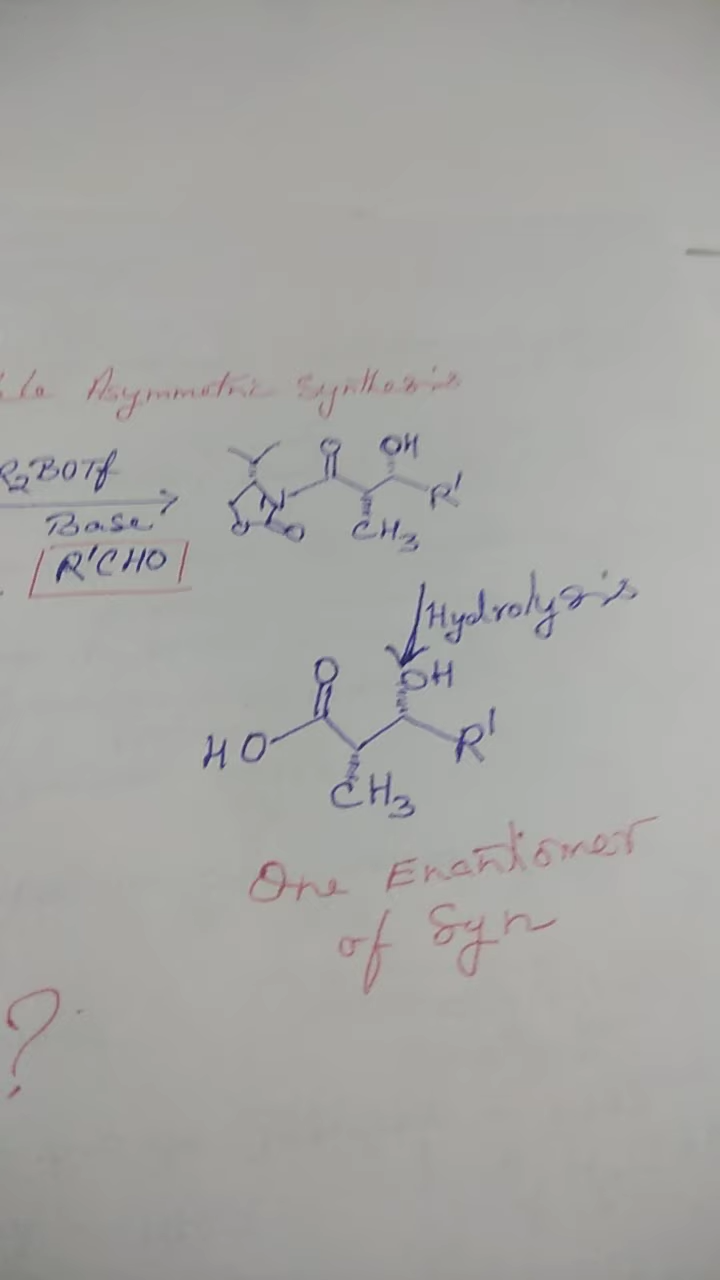 Asymmetric Synthesis
R₂BOTf
Base
R'CHO
O OH
N R'
O O CH₃
Hydrolysis
O OH
HO R'
CH₃
One Enantiomer
of Syn
?